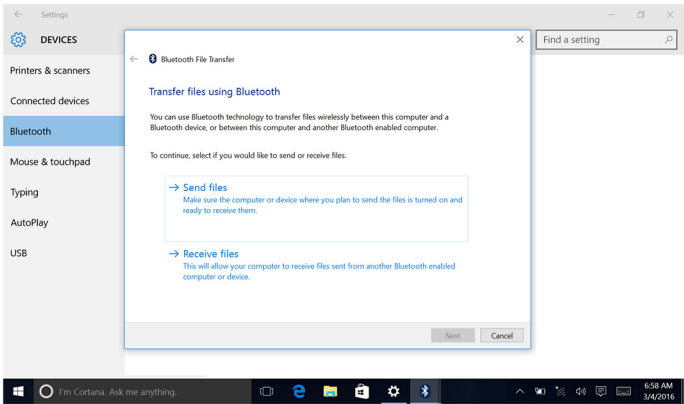 Settings
DEVICES
Find a setting
Printers & scanners
Connected devices
Bluetooth
Mouse & touchpad
Typing
AutoPlay
USB
Bluetooth File Transfer
Transfer files using Bluetooth
You can use Bluetooth technology to transfer files wirelessly between this computer and a
Bluetooth device, or between this computer and another Bluetooth enabled computer.
To continue, select if you would like to send or receive files.
Send files
Make sure the computer or device where you plan to send the files is turned on and
ready to receive them.
Receive files
This will allow your computer to receive files sent from another Bluetooth enabled
computer or device.
Next
Cancel
I'm Cortana. Ask me anything.
6:58 AM
3/4/2016